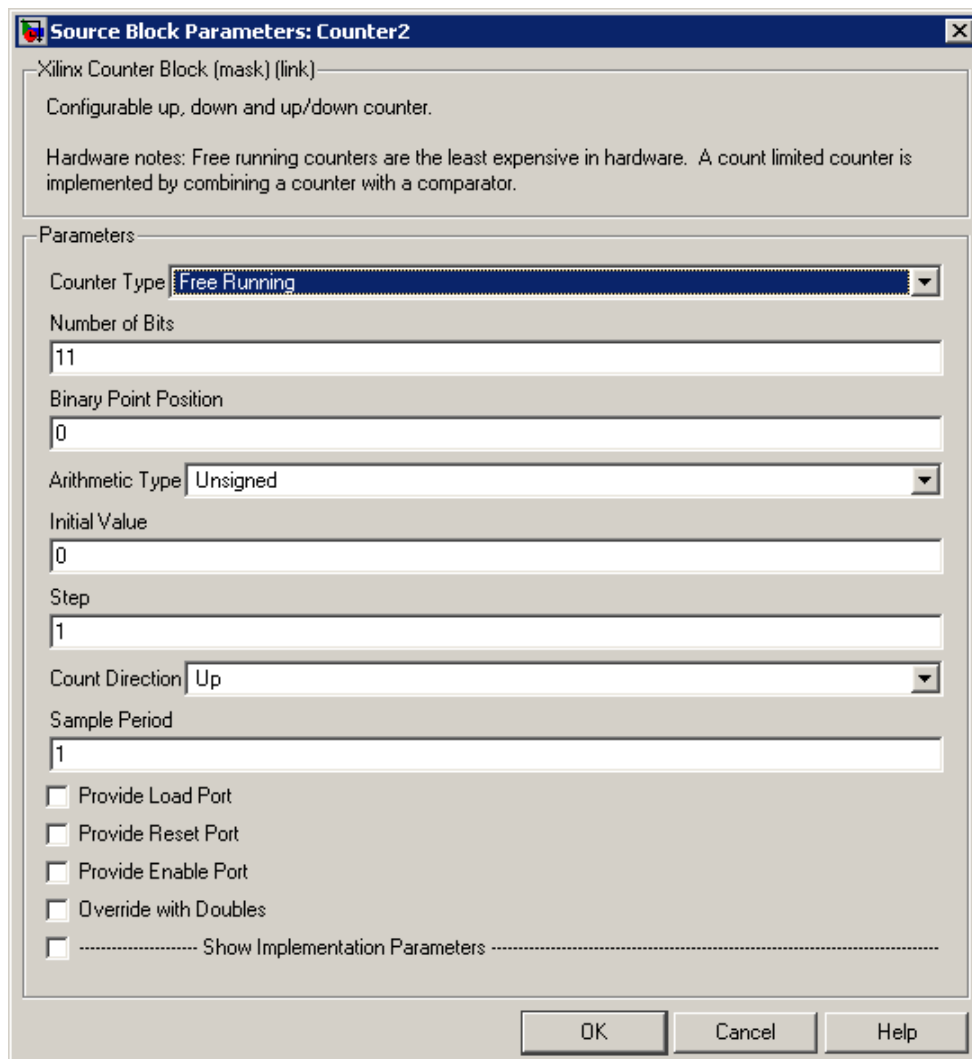 Source Block Parameters: Counter2
Xilinx Counter Block (mask) (link)
Configurable up, down and up/down counter.
Hardware notes: Free running counters are the least expensive in hardware.  A count limited counter is
implemented by combining a counter with a comparator.
Parameters
Counter Type Free Running
Number of Bits
11
Binary Point Position
0
Arithmetic Type Unsigned
Initial Value
0
Step
1
Count Direction Up
Sample Period
1
Provide Load Port
Provide Reset Port
Provide Enable Port
Override with Doubles
--------------------- Show Implementation Parameters --------------------------------------------------------------------------------
OK Cancel Help